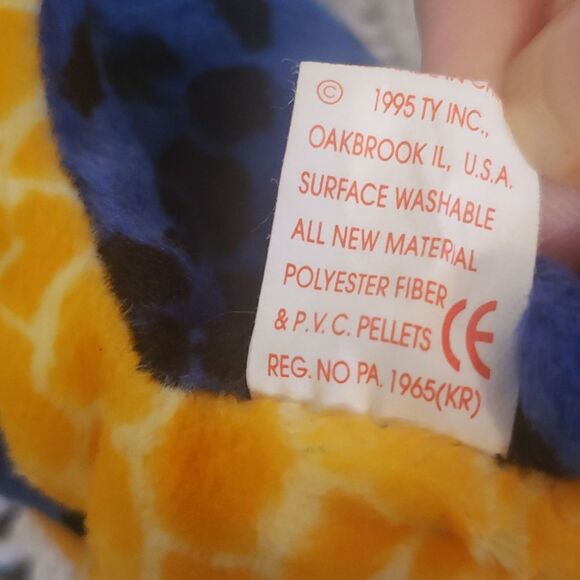 © 1995 TY INC.,
OAKBROOK IL, U.S.A.
SURFACE WASHABLE
ALL NEW MATERIAL
POLYESTER FIBER
& P.V.C. PELLETS CE
REG. NO PA. 1965(KR)